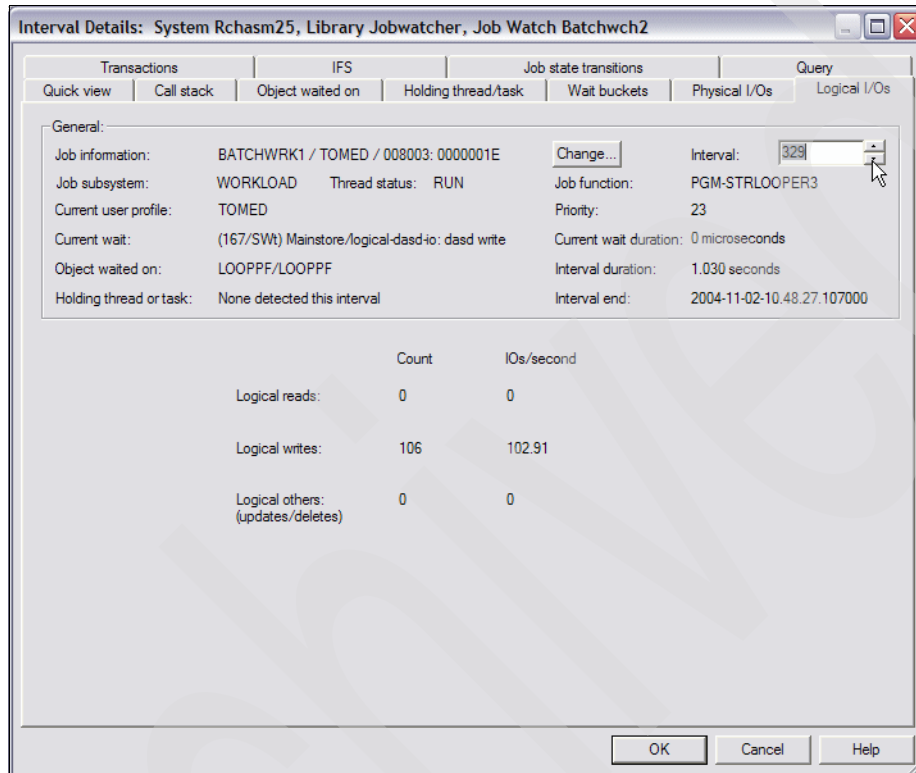 Interval Details: System Rchasm25, Library Jobwatcher, Job Watch Batchwch2
Transactions IFS Job state transitions Query
Quick view Call stack Object waited on Holding thread/task Wait buckets Physical I/Os Logical I/Os
General:
Job information: BATCHWRK1 / TOMED / 008003: 0000001E Change... Interval: 329
Job subsystem: WORKLOAD Thread status: RUN Job function: PGM-STRLOOPER3
Current user profile: TOMED Priority: 23
Current wait: (167/SWt) Mainstore/logical-dasd-io: dasd write Current wait duration: 0 microseconds
Object waited on: LOOPPF/LOOPPF Interval duration: 1.030 seconds
Holding thread or task: None detected this interval Interval end: 2004-11-02-10.48.27.107000
Count IOs/second
Logical reads: 0 0
Logical writes: 106 102.91
Logical others: 0 0
(updates/deletes)
OK Cancel Help